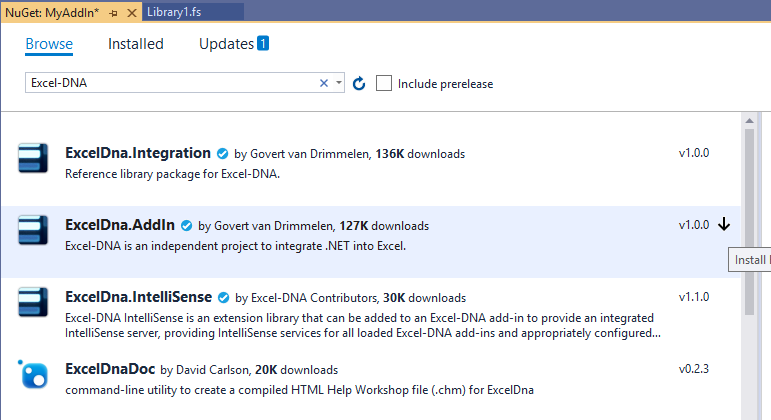 NuGet: MyAddIn*
Library1.fs
Browse
Installed
Updates 1
Excel-DNA
Include prerelease
ExcelDna.Integration by Govert van Drimmelen, 136K downloads v1.0.0
Reference library package for Excel-DNA.
ExcelDna.AddIn by Govert van Drimmelen, 127K downloads v1.0.0
Excel-DNA is an independent project to integrate .NET into Excel.
Install
ExcelDna.IntelliSense by Excel-DNA Contributors, 30K downloads v1.1.0
Excel-DNA IntelliSense is an extension library that can be added to an Excel-DNA add-in to provide an integrated
IntelliSense server, providing IntelliSense services for all loaded Excel-DNA add-ins and appropriately configured...
ExcelDnaDoc by David Carlson, 20K downloads v0.2.3
command-line utility to create a compiled HTML Help Workshop file (.chm) for ExcelDna